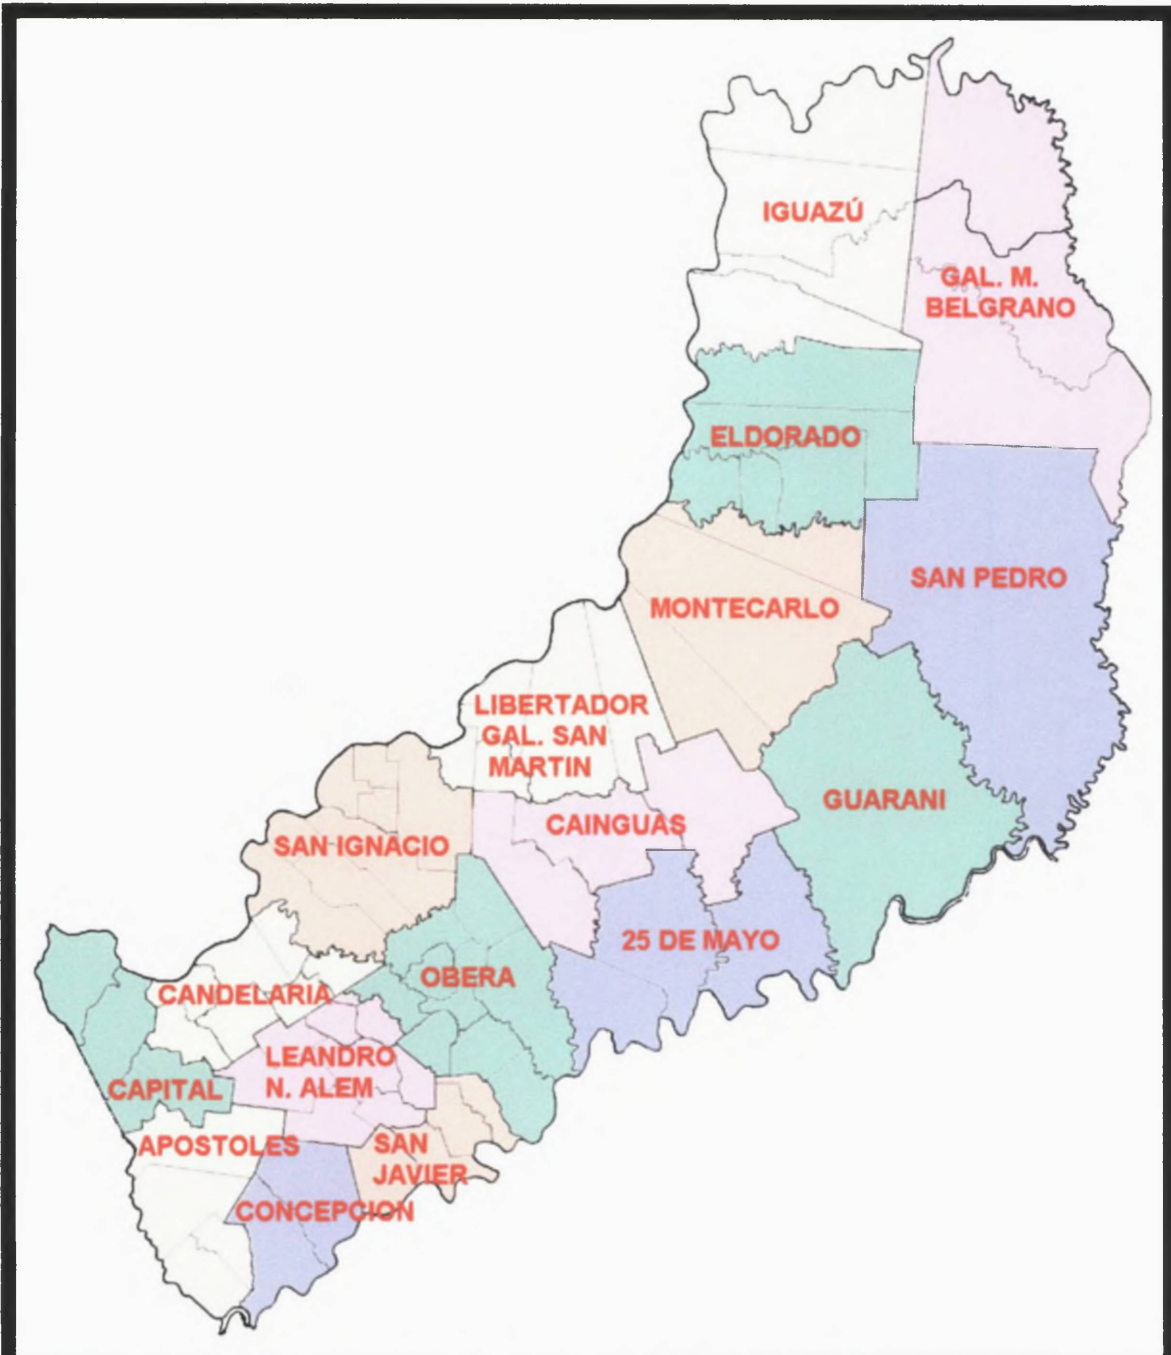 IGUAZÚ
GAL. M.
BELGRANO
ELDORADO
SAN PEDRO
MONTECARLO
LIBERTADOR
GAL. SAN
MARTIN
GUARANI
CAINGUAS
SAN IGNACIO
25 DE MAYO
OBERA
CANDELARIA
LEANDRO
N. ALEM
CAPITAL
APOSTOLES
SAN
JAVIER
CONCEPCION